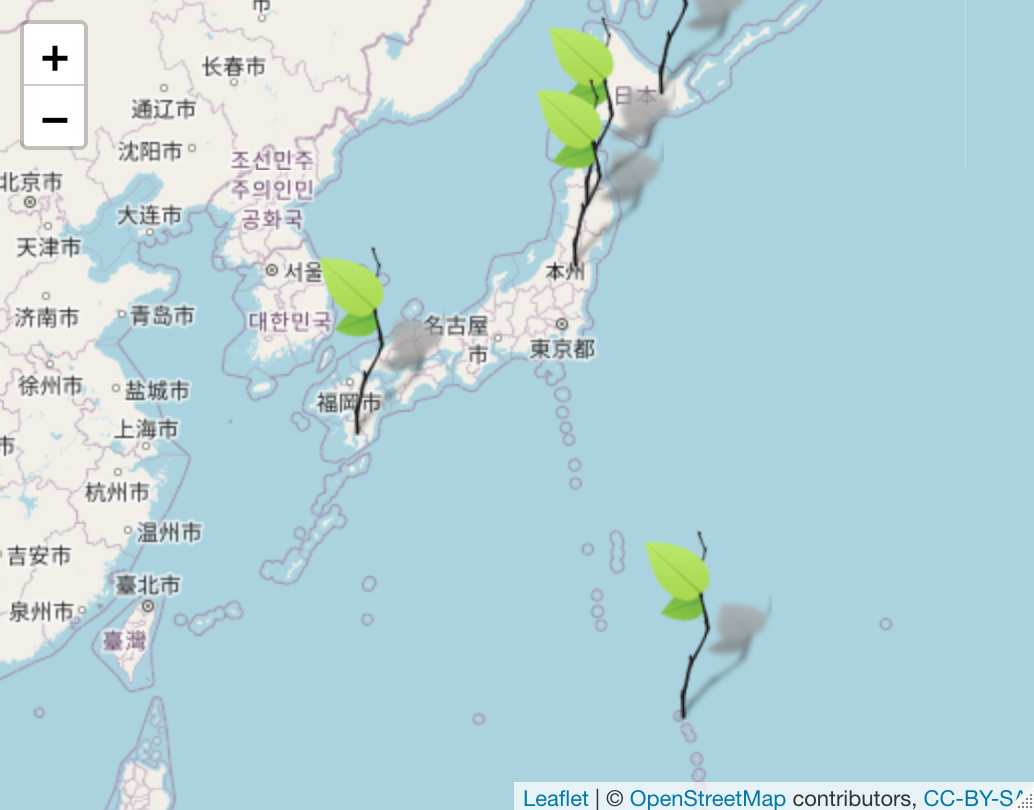 市
+
长春市
−
日本
通辽市
沈阳市
조선민주
주의인민
공화국
北京市
大连市
天津市
서울
本州
济南市
青岛市
대한민국
名古屋
市
東京都
徐州市
盐城市
福岡市
上海市
市
杭州市
温州市
吉安市
臺北市
泉州市
臺灣
Leaflet | © OpenStreetMap contributors, CC-BY-SA